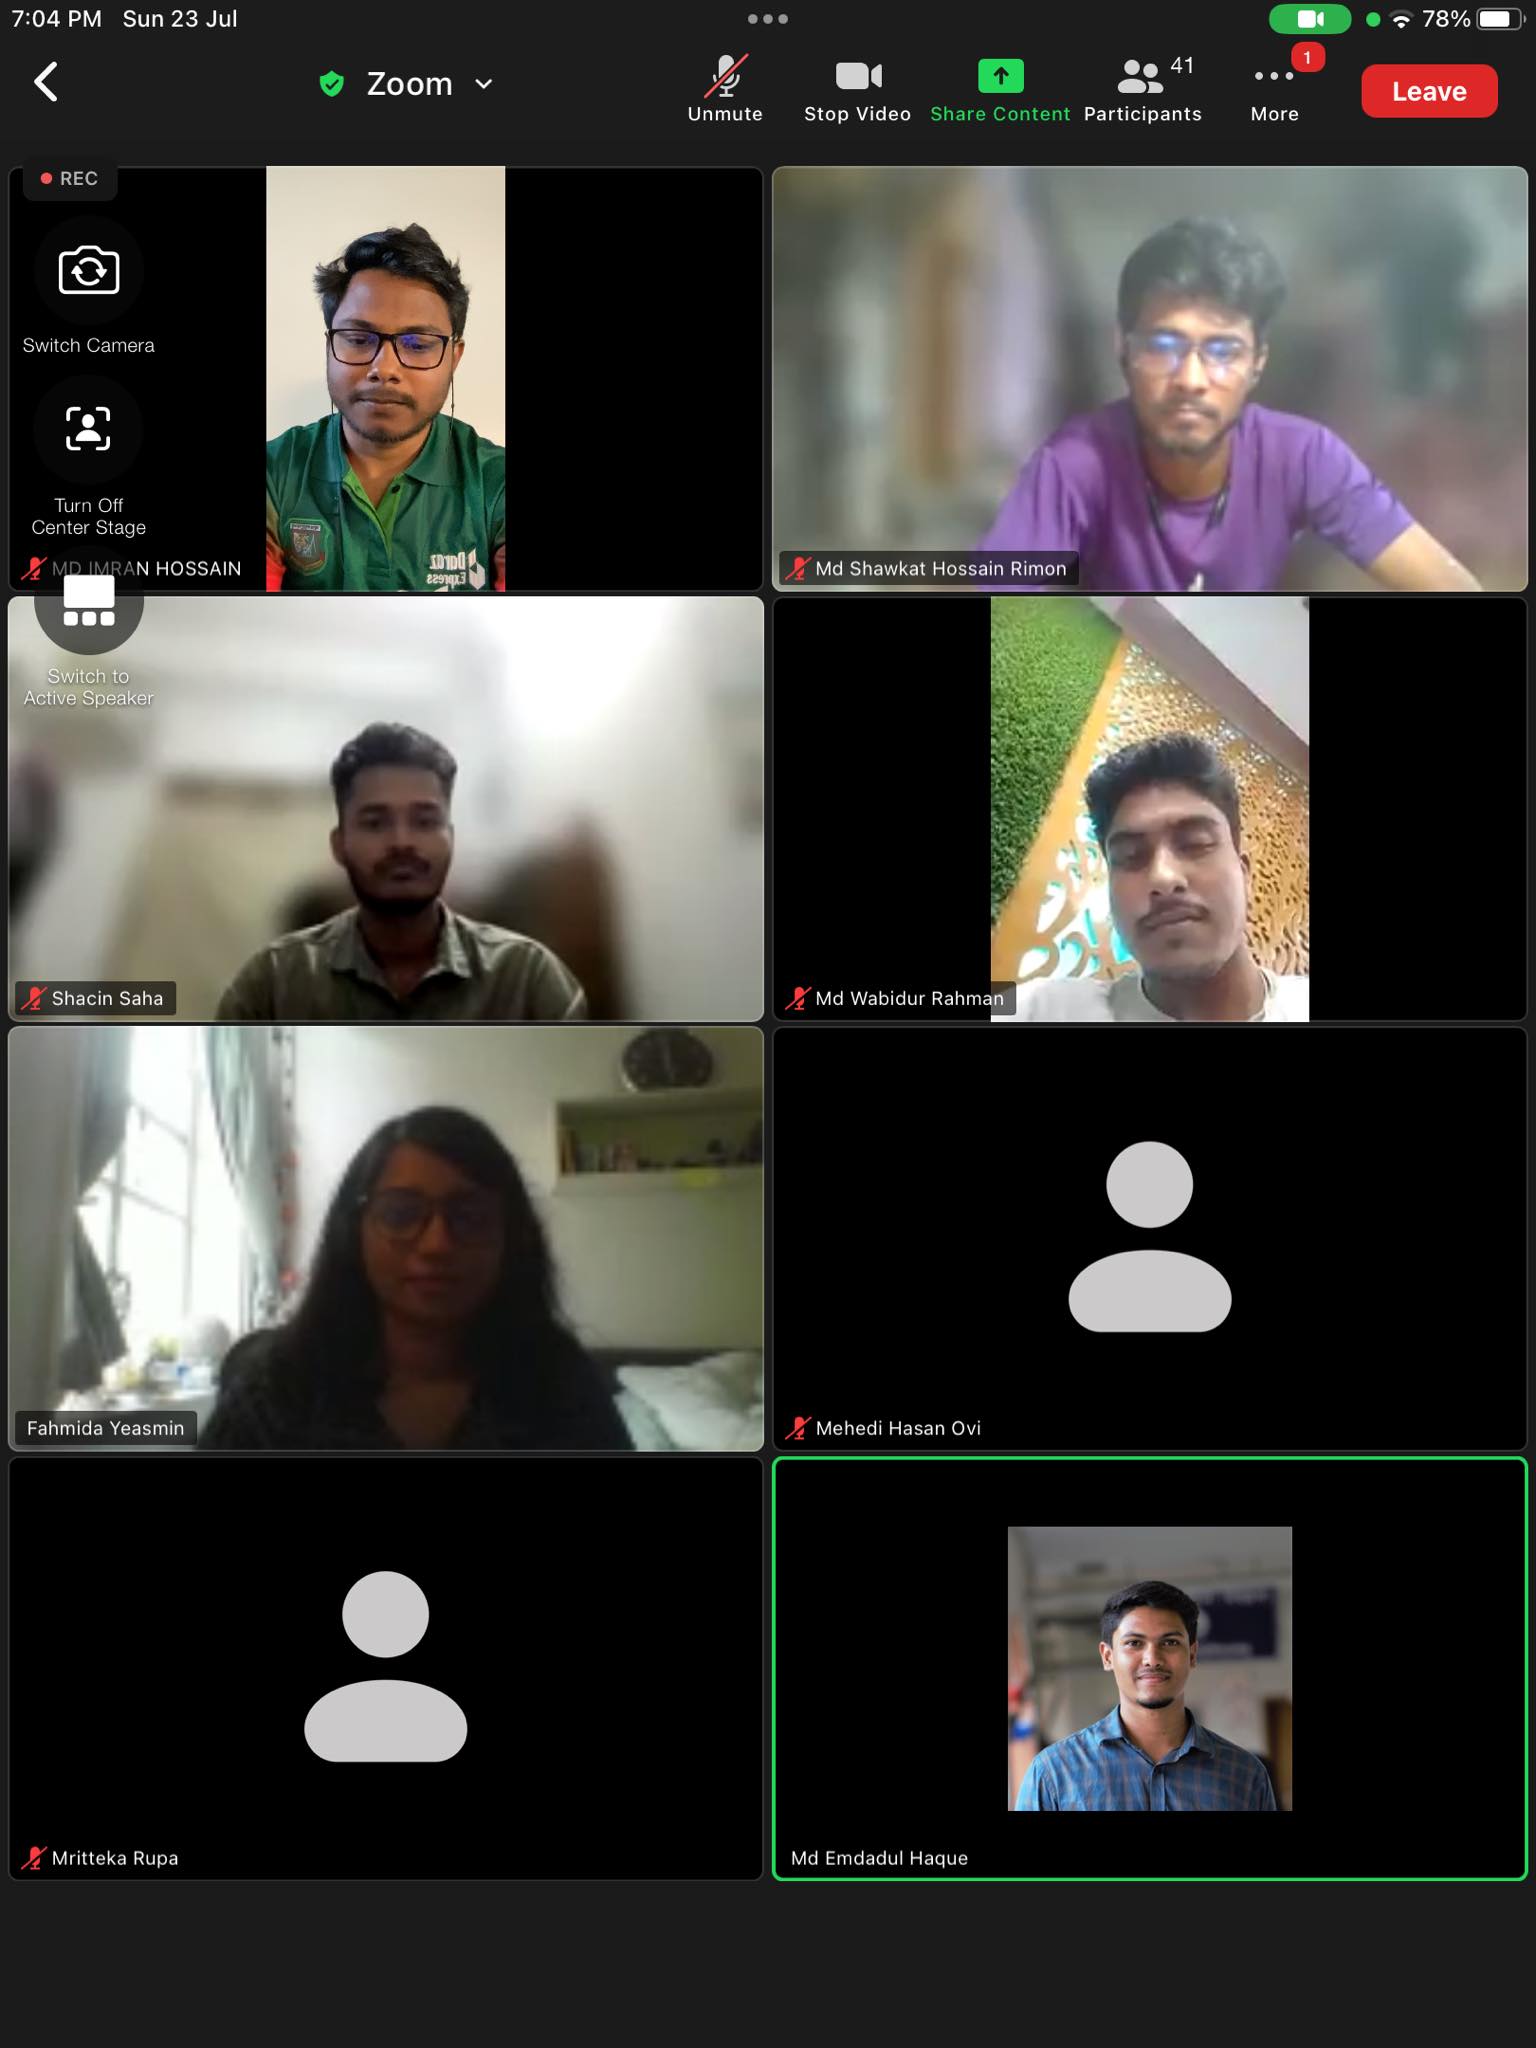 7:04 PM Sun 23 Jul
78%
Zoom
Unmute
Stop Video
Share Content
41
Participants
1
More
Leave
REC
Switch Camera
Turn Off
Center Stage
MD IMRAN HOSSAIN
Daraz
Express
Md Shawkat Hossain Rimon
Switch to
Active Speaker
Shacin Saha
Md Wabidur Rahman
Fahmida Yeasmin
Mehedi Hasan Ovi
Mritteka Rupa
Md Emdadul Haque